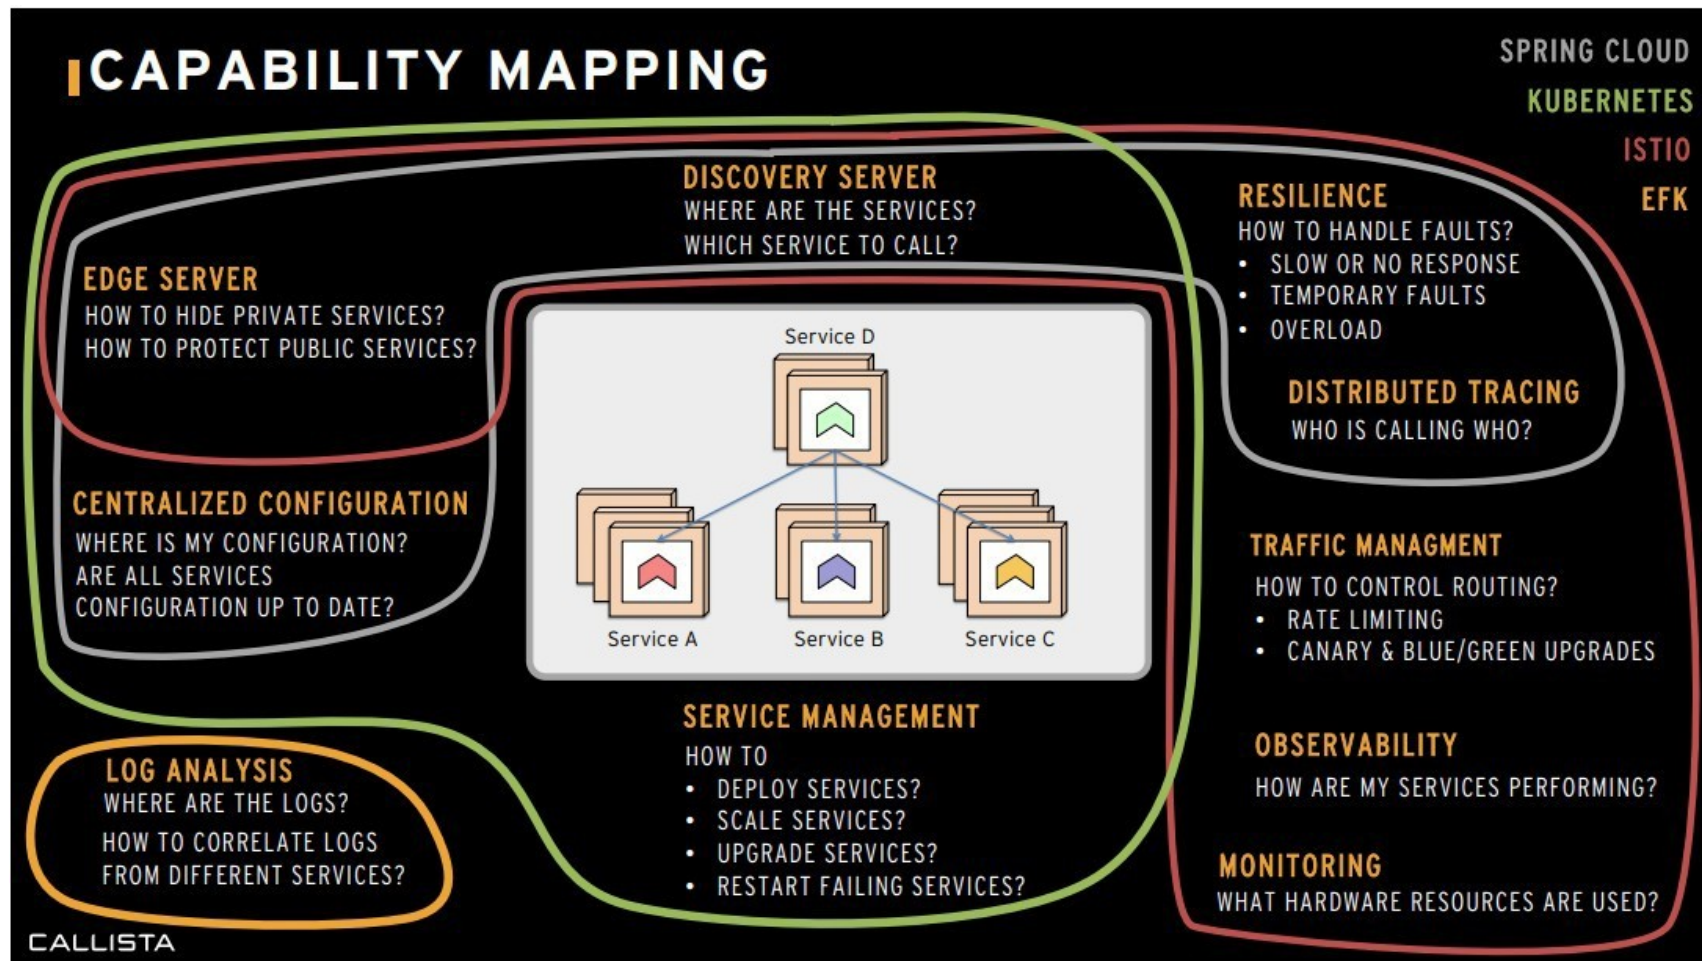 CAPABILITY MAPPING
SPRING CLOUD
KUBERNETES
ISTIO
EFK
DISCOVERY SERVER
WHERE ARE THE SERVICES?
WHICH SERVICE TO CALL?
RESILIENCE
HOW TO HANDLE FAULTS?
• SLOW OR NO RESPONSE
• TEMPORARY FAULTS
• OVERLOAD
EDGE SERVER
HOW TO HIDE PRIVATE SERVICES?
HOW TO PROTECT PUBLIC SERVICES?
DISTRIBUTED TRACING
WHO IS CALLING WHO?
Service D
Service A
Service B
Service C
CENTRALIZED CONFIGURATION
WHERE IS MY CONFIGURATION?
ARE ALL SERVICES
CONFIGURATION UP TO DATE?
TRAFFIC MANAGMENT
HOW TO CONTROL ROUTING?
• RATE LIMITING
• CANARY & BLUE/GREEN UPGRADES
SERVICE MANAGEMENT
HOW TO
• DEPLOY SERVICES?
• SCALE SERVICES?
• UPGRADE SERVICES?
• RESTART FAILING SERVICES?
OBSERVABILITY
HOW ARE MY SERVICES PERFORMING?
LOG ANALYSIS
WHERE ARE THE LOGS?
HOW TO CORRELATE LOGS
FROM DIFFERENT SERVICES?
MONITORING
WHAT HARDWARE RESOURCES ARE USED?
CALLISTA